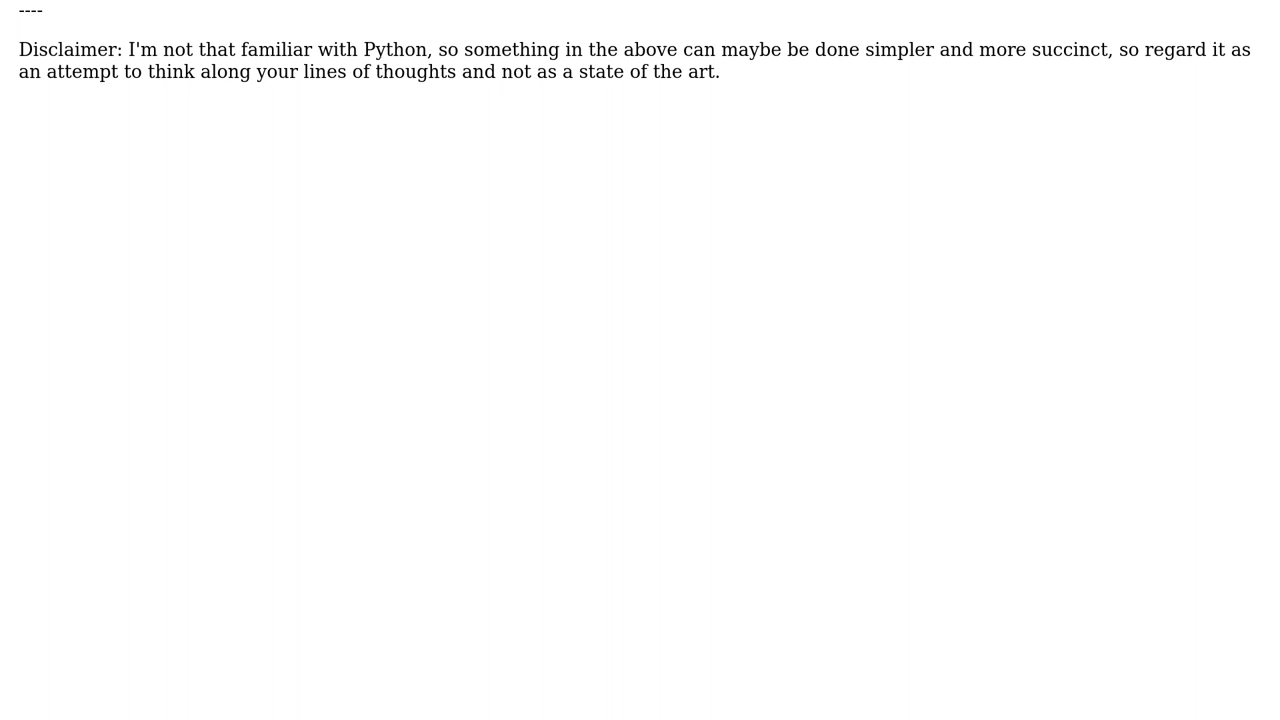 ----
Disclaimer: I'm not that familiar with Python, so something in the above can maybe be done simpler and more succinct, so regard it as
an attempt to think along your lines of thoughts and not as a state of the art.